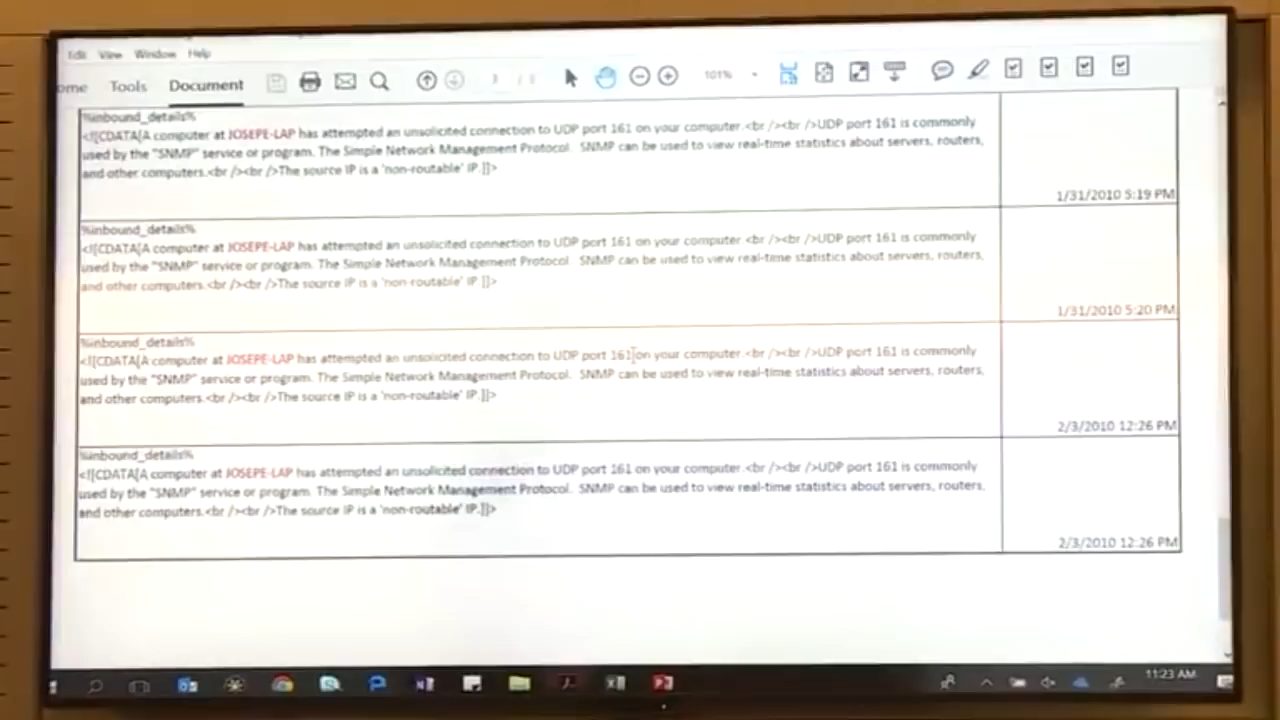 Edit View Window Help
ome Tools Document 101%
%inbound_details%
<![CDATA[A computer at JOSEPE-LAP has attempted an unsolicited connection to UDP port 161 on your computer.<br /><br />UDP port 161 is commonly
used by the "SNMP" service or program. The Simple Network Management Protocol. SNMP can be used to view real-time statistics about servers, routers,
and other computers.<br /><br />The source IP is a 'non-routable' IP.]]>
1/31/2010 5:19 PM
%inbound_details%
<![CDATA[A computer at JOSEPE-LAP has attempted an unsolicited connection to UDP port 161 on your computer.<br /><br />UDP port 161 is commonly
used by the "SNMP" service or program. The Simple Network Management Protocol. SNMP can be used to view real-time statistics about servers, routers,
and other computers.<br /><br />The source IP is a 'non-routable' IP.]]>
1/31/2010 5:20 PM
%inbound_details%
<![CDATA[A computer at JOSEPE-LAP has attempted an unsolicited connection to UDP port 161 on your computer.<br /><br />UDP port 161 is commonly
used by the "SNMP" service or program. The Simple Network Management Protocol. SNMP can be used to view real-time statistics about servers, routers,
and other computers.<br /><br />The source IP is a 'non-routable' IP.]]>
2/3/2010 12:26 PM
%inbound_details%
<![CDATA[A computer at JOSEPE-LAP has attempted an unsolicited connection to UDP port 161 on your computer.<br /><br />UDP port 161 is commonly
used by the "SNMP" service or program. The Simple Network Management Protocol. SNMP can be used to view real-time statistics about servers, routers,
and other computers.<br /><br />The source IP is a 'non-routable' IP.]]>
2/3/2010 12:26 PM
11:23 AM